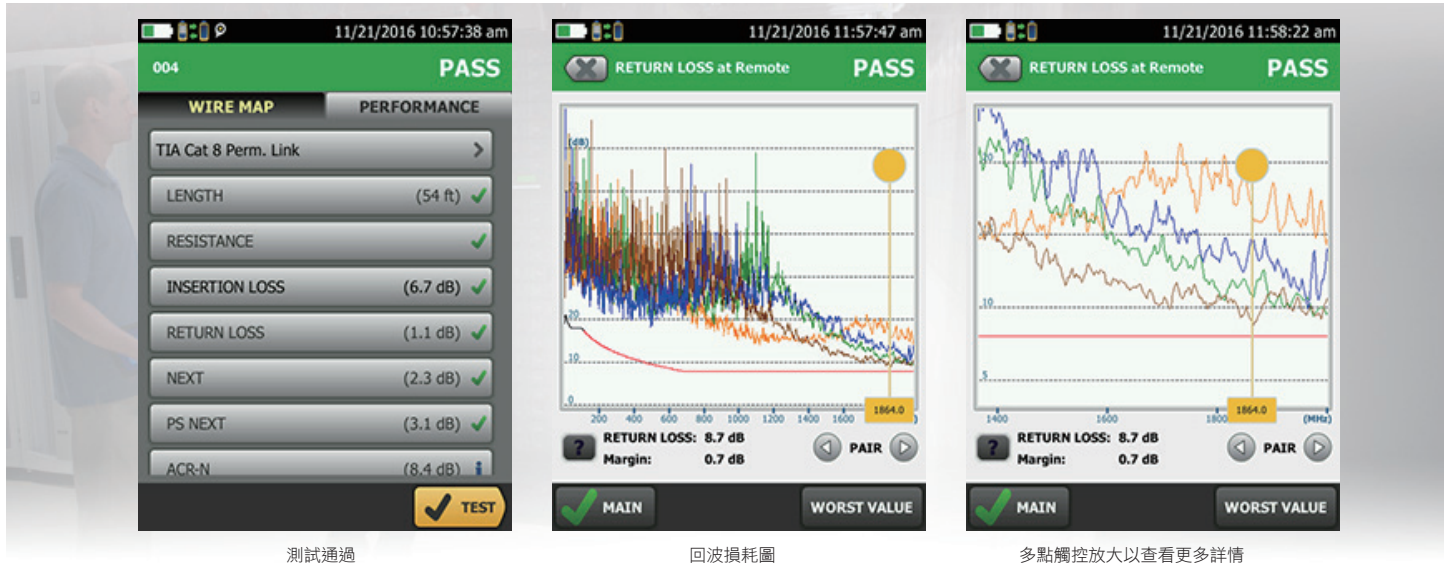 11/21/2016 10:57:38 am
004 PASS
WIRE MAP PERFORMANCE
TIA Cat 8 Perm. Link
LENGTH (54 ft)
RESISTANCE
INSERTION LOSS (6.7 dB)
RETURN LOSS (1.1 dB)
NEXT (2.3 dB)
PS NEXT (3.1 dB)
ACR-N (8.4 dB) i
TEST
測試通過
11/21/2016 11:57:47 am
RETURN LOSS at Remote PASS
(dB)
20
10
0
200 400 600 800 1000 1200 1400 1600 1864.0 )
? RETURN LOSS: 8.7 dB
Margin: 0.7 dB
PAIR
MAIN WORST VALUE
回波損耗圖
11/21/2016 11:58:22 am
RETURN LOSS at Remote PASS
10
5
1400 1600 1800 1864.0 (MHz)
? RETURN LOSS: 8.7 dB
Margin: 0.7 dB
PAIR
MAIN WORST VALUE
多點觸控放大以查看更多詳情